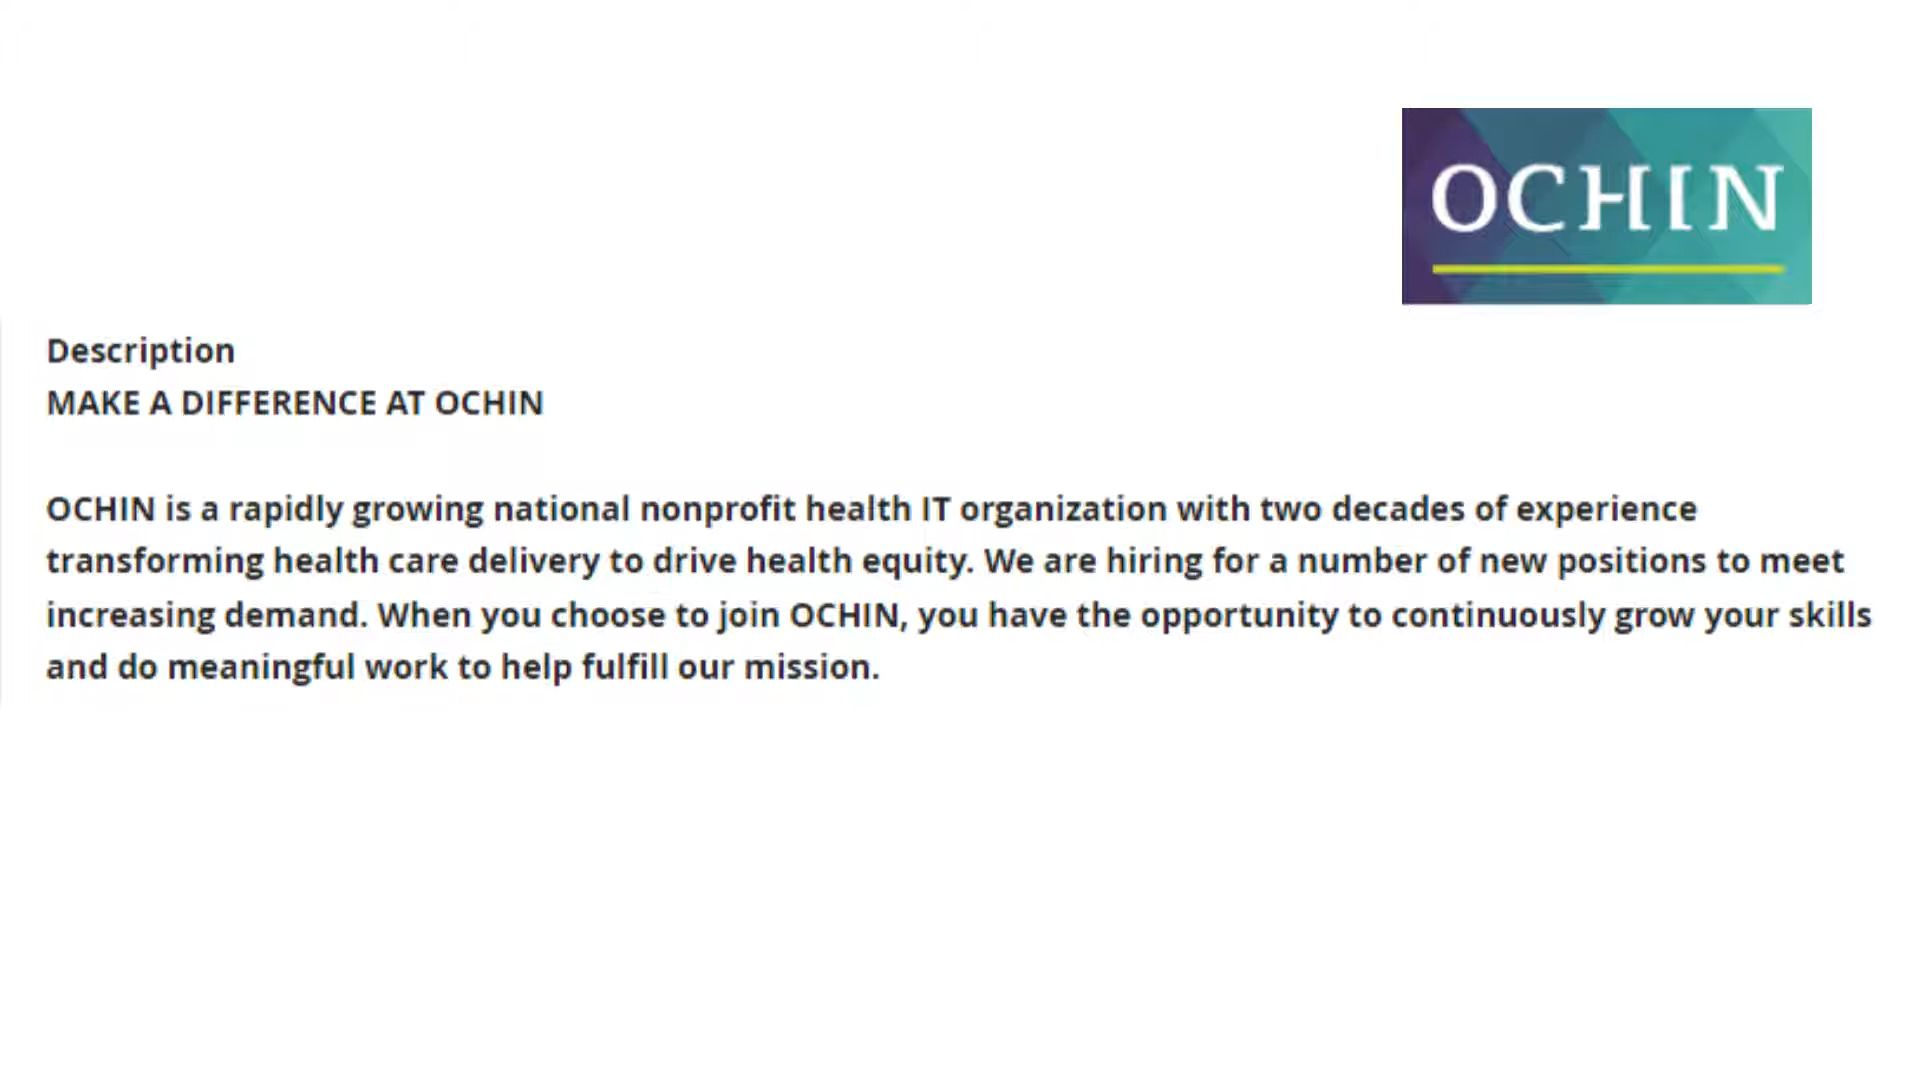 OCHIN
Description
MAKE A DIFFERENCE AT OCHIN
OCHIN is a rapidly growing national nonprofit health IT organization with two decades of experience
transforming health care delivery to drive health equity. We are hiring for a number of new positions to meet
increasing demand. When you choose to join OCHIN, you have the opportunity to continuously grow your skills
and do meaningful work to help fulfill our mission.